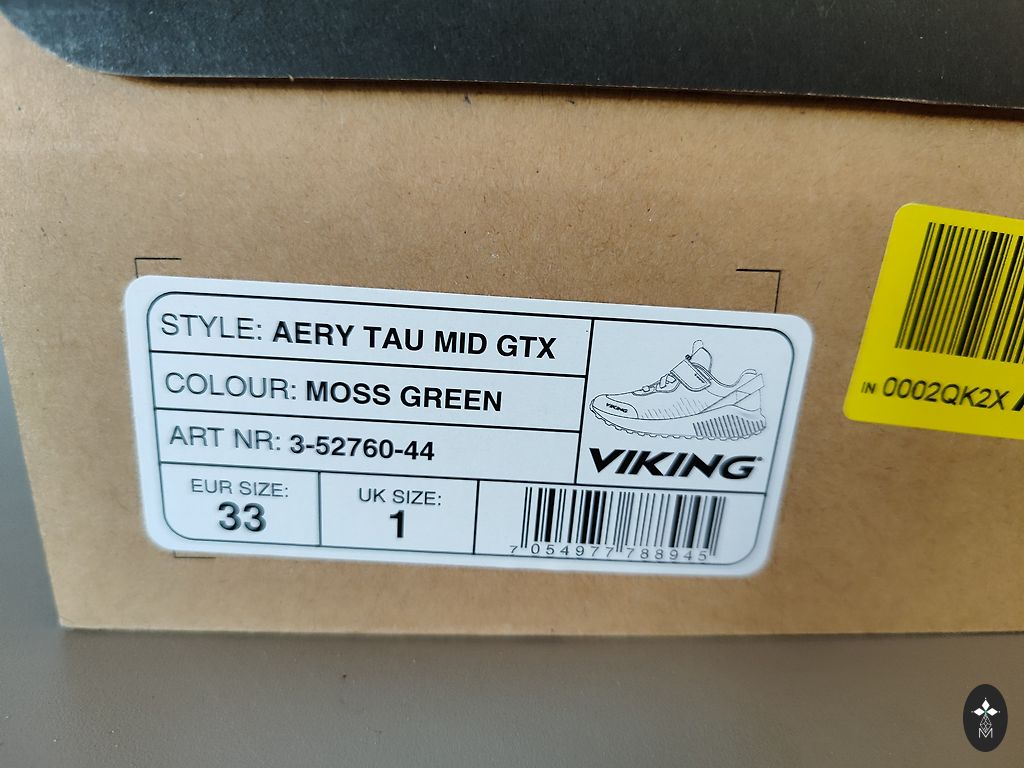 STYLE: AERY TAU MID GTX
COLOUR: MOSS GREEN
ART NR: 3-52760-44
EUR SIZE:
33
UK SIZE:
1
VIKING
VIKING®
7 054977 788945
IN 0002QK2X